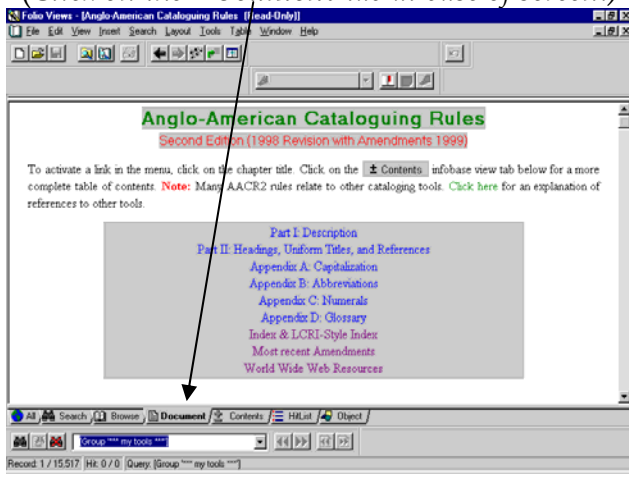 Folio Views - [Anglo-American Cataloguing Rules [Read-Only]]
File Edit View Insert Search Layout Tools Table Window Help
Anglo-American Cataloguing Rules
Second Edition (1998 Revision with Amendments 1999)
To activate a link in the menu, click on the chapter title. Click on the ± Contents infobase view tab below for a more
complete table of contents. Note: Many AACR2 rules relate to other cataloging tools. Click here for an explanation of
references to other tools.
Part I: Description
Part II: Headings, Uniform Titles, and References
Appendix A: Capitalization
Appendix B: Abbreviations
Appendix C: Numerals
Appendix D: Glossary
Index & LCRI-Style Index
Most recent Amendments
World Wide Web Resources
All Search Browse Document Contents HitList Object
[Group "*** my tools ***"]
Record: 1 / 15,517 Hit: 0 / 0 Query: [Group "*** my tools ***"]